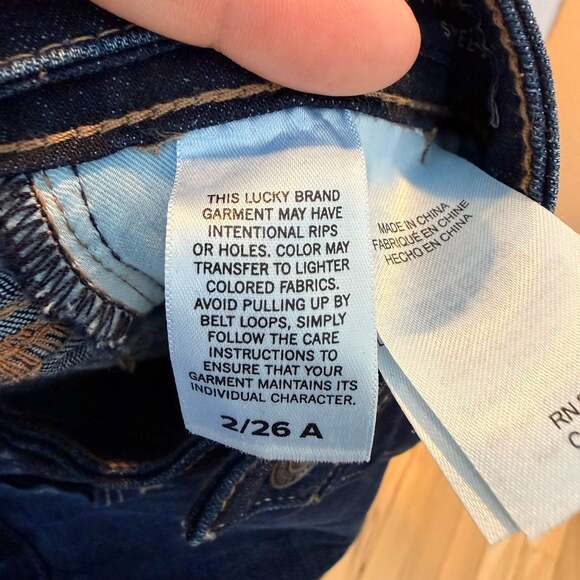 THIS LUCKY BRAND
GARMENT MAY HAVE
INTENTIONAL RIPS
OR HOLES. COLOR MAY
TRANSFER TO LIGHTER
COLORED FABRICS.
AVOID PULLING UP BY
BELT LOOPS, SIMPLY
FOLLOW THE CARE
INSTRUCTIONS TO
ENSURE THAT YOUR
GARMENT MAINTAINS ITS
INDIVIDUAL CHARACTER.
2/26 A
MADE IN CHINA
FABRIQUÉ EN CHINE
HECHO EN CHINA
RN